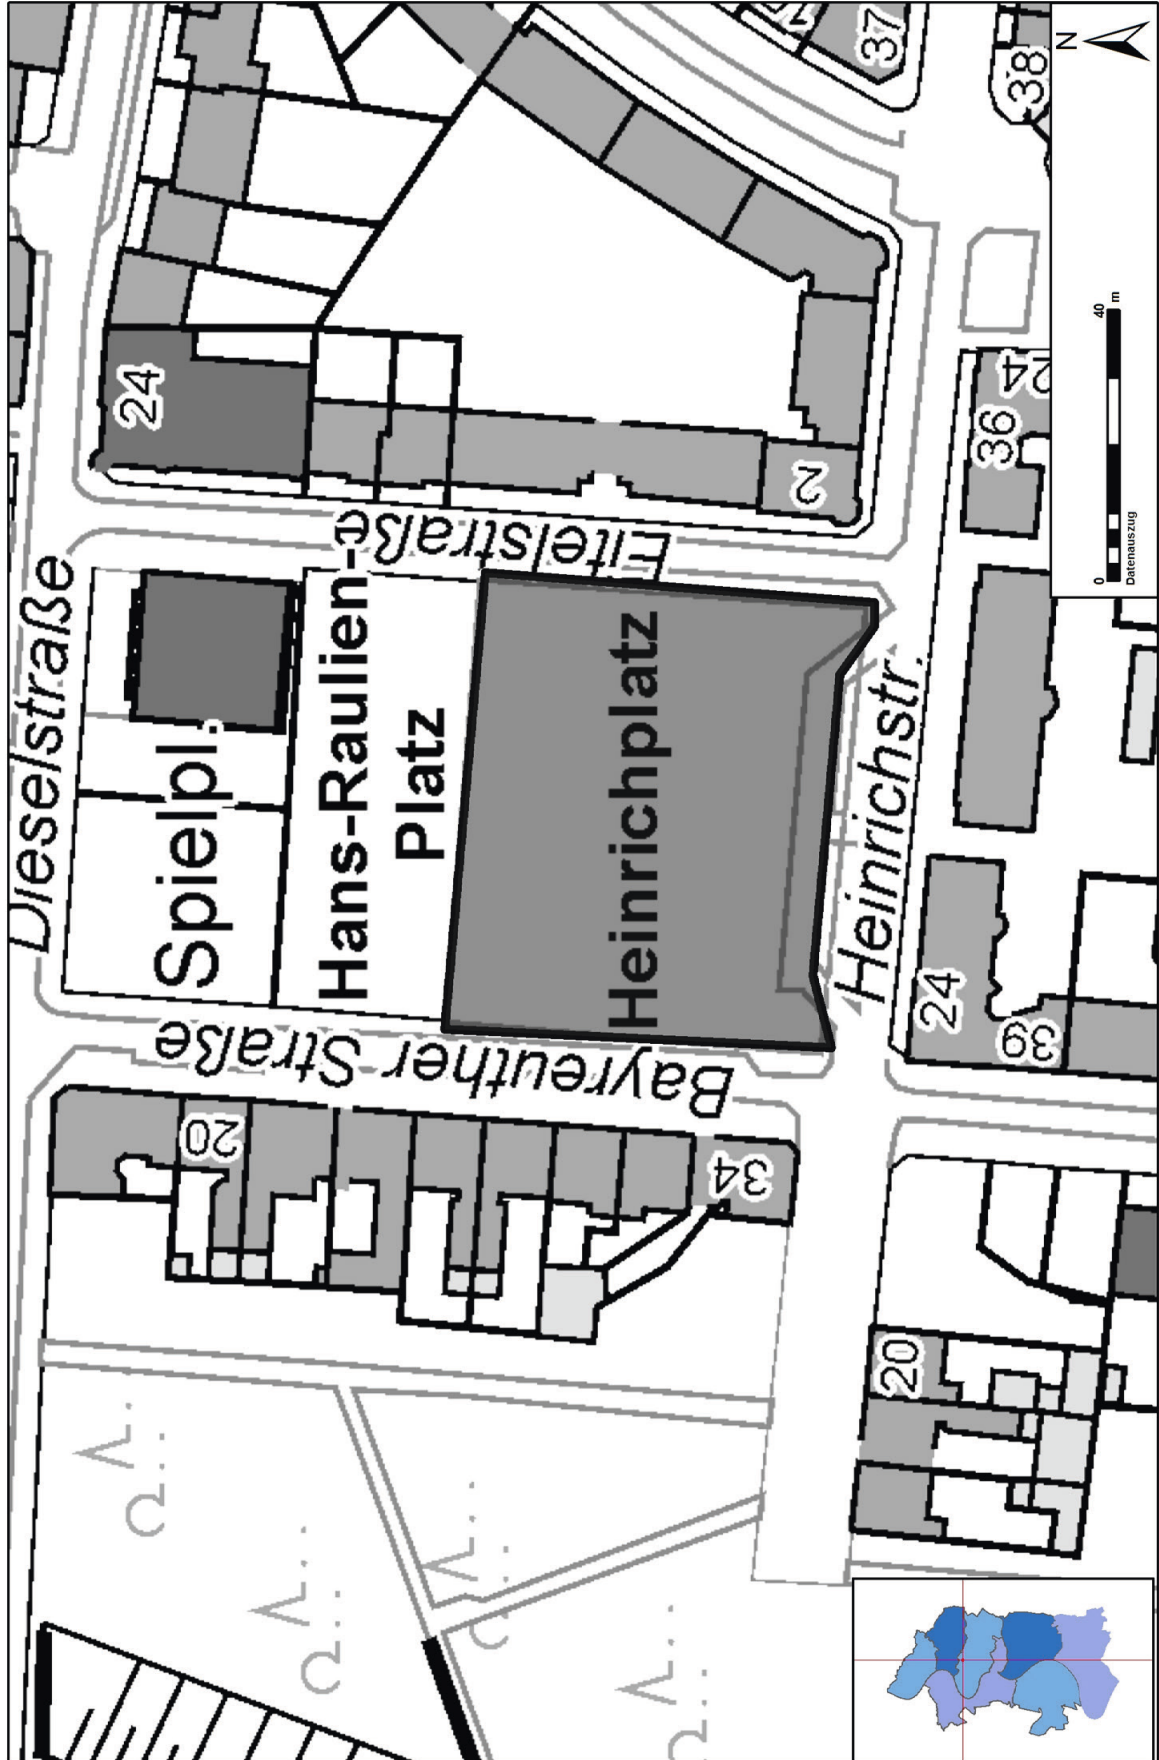 Dieselstraße
24
Spielpl.
Hans-Raulien-
Platz
Eitelstraße
Heinrichplatz
Bayreuther Straße
Heinrichstr.
20
34
2
37
38
36
24
24
39
20
N
0
40
m
Datenauszug